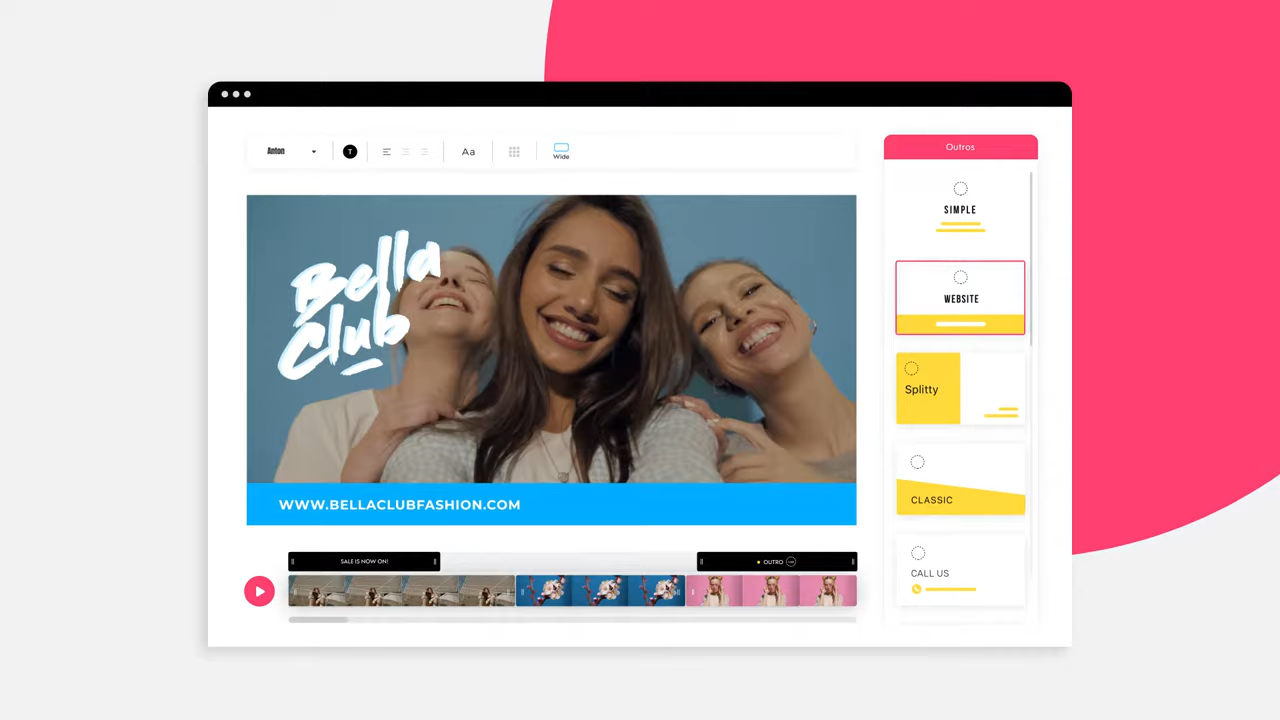 Anton
T
Aa
Wide
Outros
SIMPLE
WEBSITE
Splitty
CLASSIC
CALL US
Bella
Club
WWW.BELLACLUBFASHION.COM
SALE IS NOW ON!
OUTRO